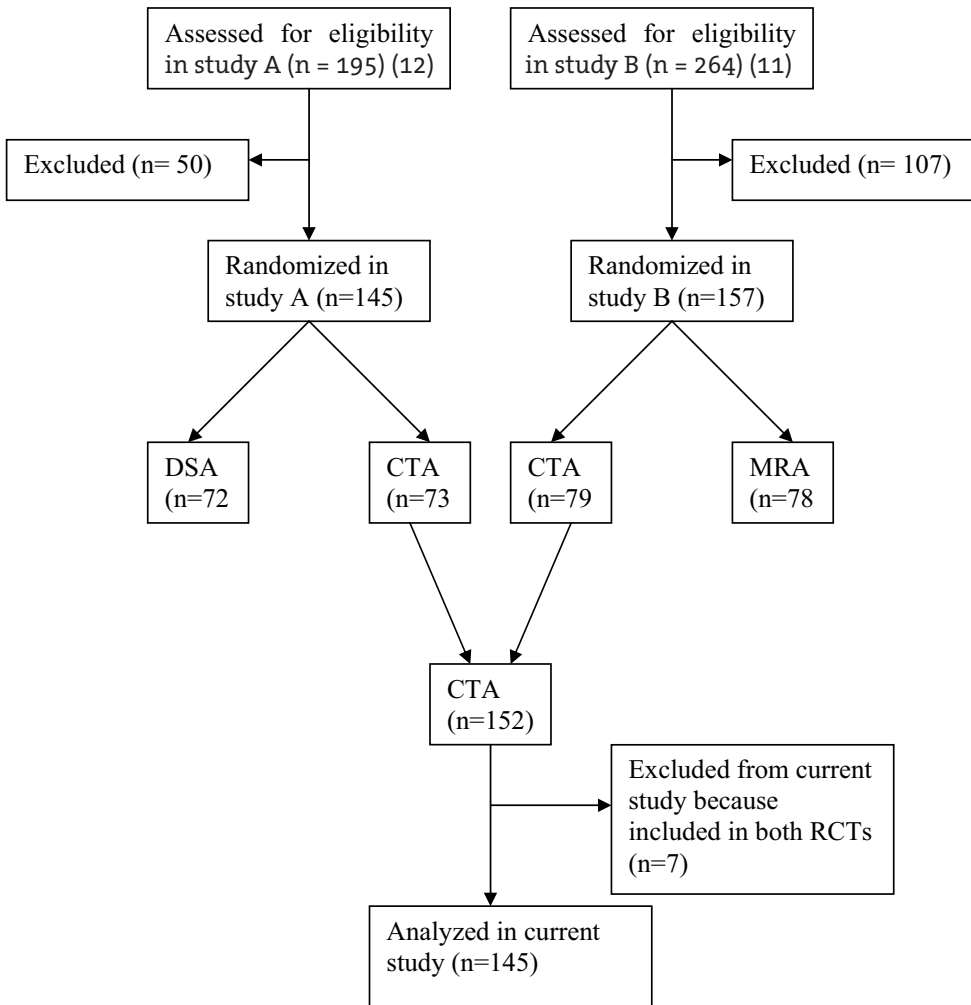 Assessed for eligibility
in study A (n = 195) (12)
Assessed for eligibility
in study B (n = 264) (11)
Excluded (n= 50)
Excluded (n= 107)
Randomized in
study A (n=145)
Randomized in
study B (n=157)
DSA
(n=72
CTA
(n=73
CTA
(n=79
MRA
(n=78
CTA
(n=152)
Excluded from current
study because
included in both RCTs
(n=7)
Analyzed in current
study (n=145)